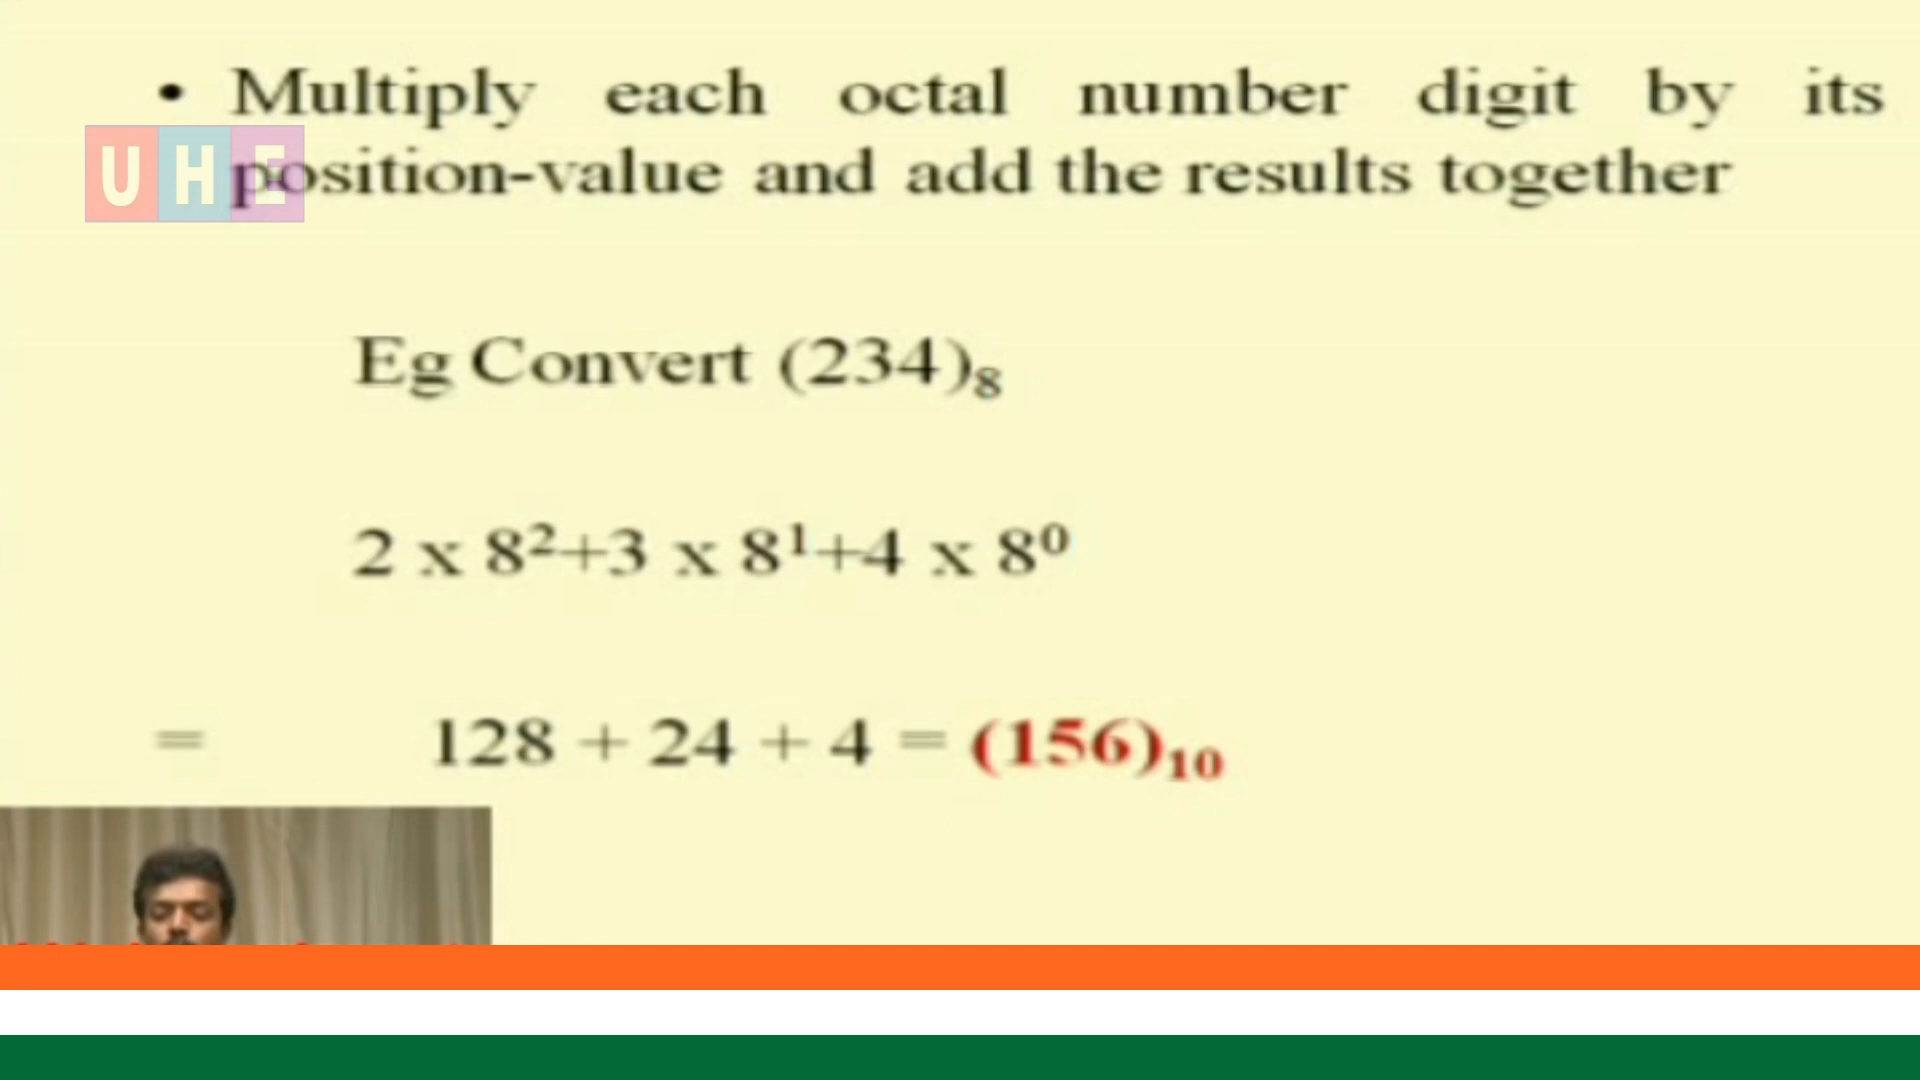 • Multiply each octal number digit by its
UHE
position-value and add the results together
Eg Convert (234)₈
2 x 8²+3 x 8¹+4 x 8⁰
= 128 + 24 + 4 = (156)₁₀